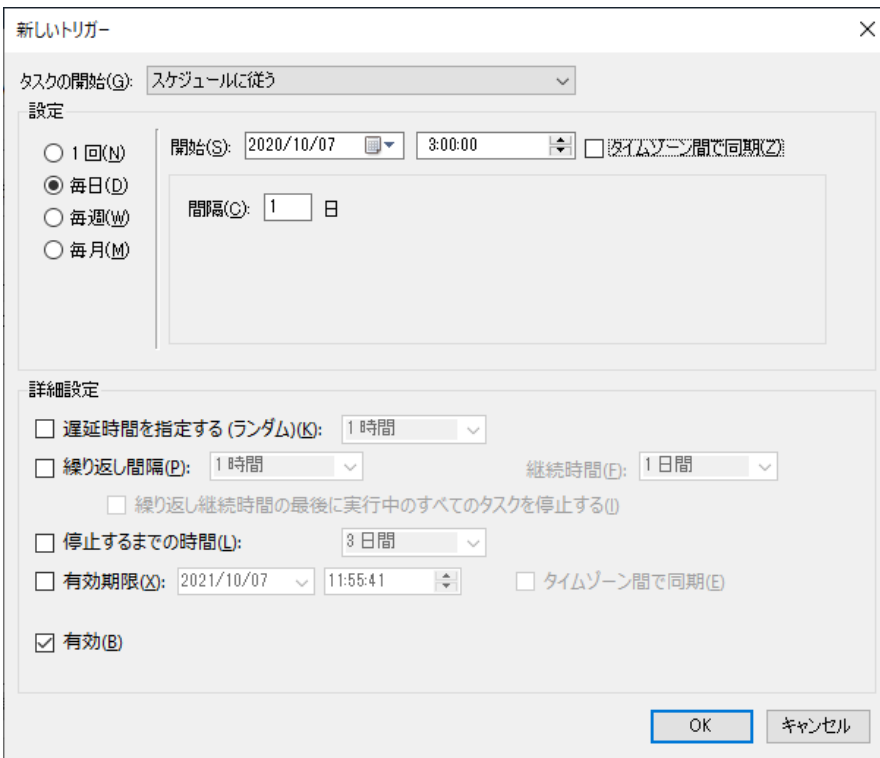 新しいトリガー
タスクの開始(G): スケジュールに従う
設定
1 回(N)
開始(S): 2020/10/07 3:00:00 タイムゾーン間で同期(Z)
毎日(D)
間隔(C): 1 日
毎週(W)
毎月(M)
詳細設定
遅延時間を指定する (ランダム)(K): 1 時間
繰り返し間隔(P): 1 時間 継続時間(F): 1 日間
繰り返し継続時間の最後に実行中のすべてのタスクを停止する(I)
停止するまでの時間(L): 3 日間
有効期限(X): 2021/10/07 11:55:41 タイムゾーン間で同期(E)
有効(B)
OK キャンセル